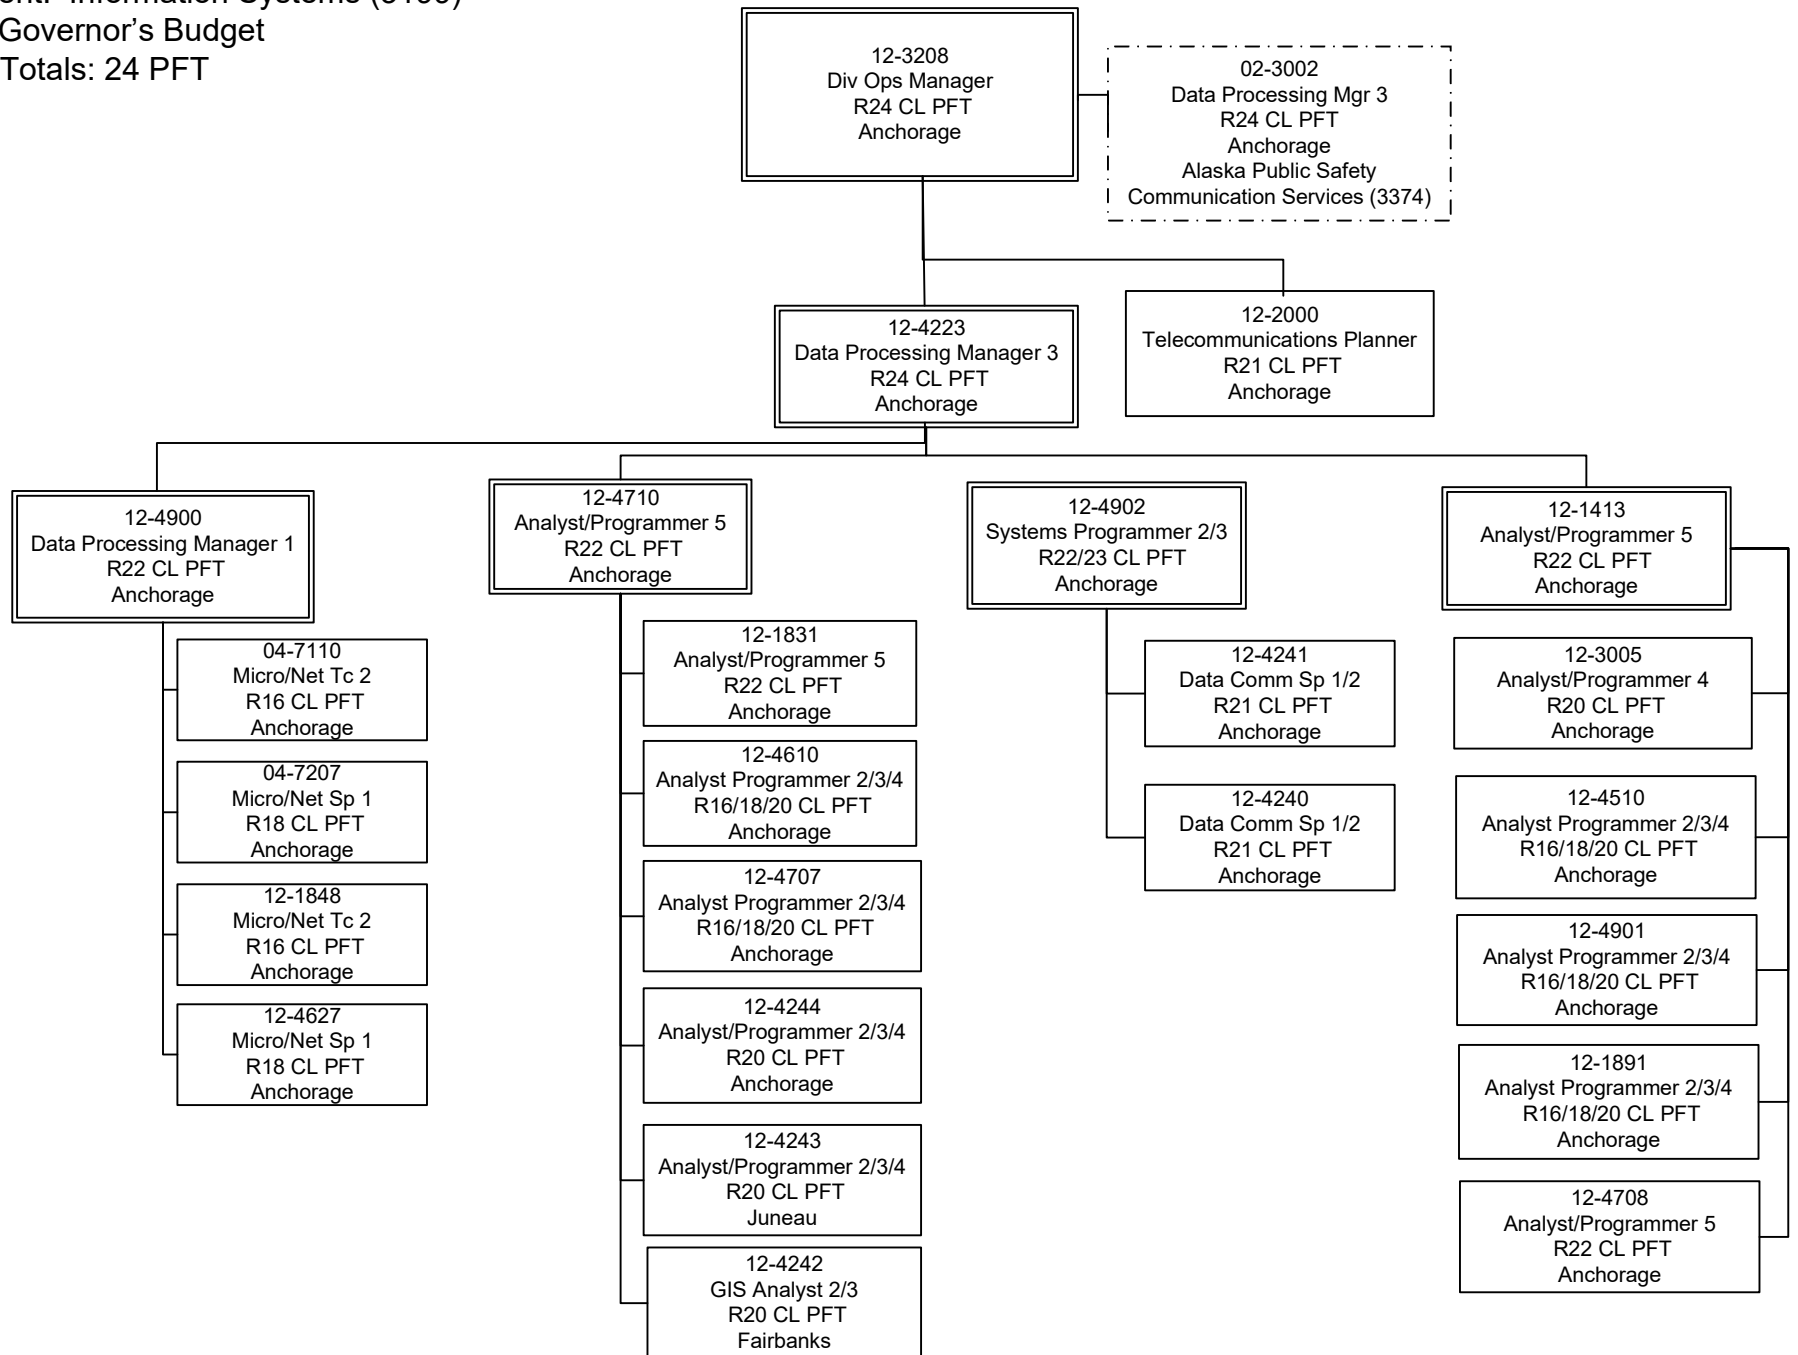 Information Systems
Governor’s Budget
Totals: 24 PFT
12-3208
Div Ops Manager
R24 CL PFT
Anchorage
02-3002
Data Processing Mgr 3
R24 CL PFT
Anchorage
Alaska Public Safety
Communication Services (3374)
12-4223
Data Processing Manager 3
R24 CL PFT
Anchorage
12-2000
Telecommunications Planner
R21 CL PFT
Anchorage
12-4900
Data Processing Manager 1
R22 CL PFT
Anchorage
04-7110
Micro/Net Tc 2
R16 CL PFT
Anchorage
04-7207
Micro/Net Sp 1
R18 CL PFT
Anchorage
12-1848
Micro/Net Tc 2
R16 CL PFT
Anchorage
12-4627
Micro/Net Sp 1
R18 CL PFT
Anchorage
12-4710
Analyst/Programmer 5
R22 CL PFT
Anchorage
12-1831
Analyst/Programmer 5
R22 CL PFT
Anchorage
12-4610
Analyst Programmer 2/3/4
R16/18/20 CL PFT
Anchorage
12-4707
Analyst Programmer 2/3/4
R16/18/20 CL PFT
Anchorage
12-4244
Analyst/Programmer 2/3/4
R20 CL PFT
Anchorage
12-4243
Analyst/Programmer 2/3/4
R20 CL PFT
Juneau
12-4242
GIS Analyst 2/3
R20 CL PFT
Fairbanks
12-4902
Systems Programmer 2/3
R22/23 CL PFT
Anchorage
12-4241
Data Comm Sp 1/2
R21 CL PFT
Anchorage
12-4240
Data Comm Sp 1/2
R21 CL PFT
Anchorage
12-1413
Analyst/Programmer 5
R22 CL PFT
Anchorage
12-3005
Analyst/Programmer 4
R20 CL PFT
Anchorage
12-4510
Analyst Programmer 2/3/4
R16/18/20 CL PFT
Anchorage
12-4901
Analyst Programmer 2/3/4
R16/18/20 CL PFT
Anchorage
12-1891
Analyst Programmer 2/3/4
R16/18/20 CL PFT
Anchorage
12-4708
Analyst/Programmer 5
R22 CL PFT
Anchorage